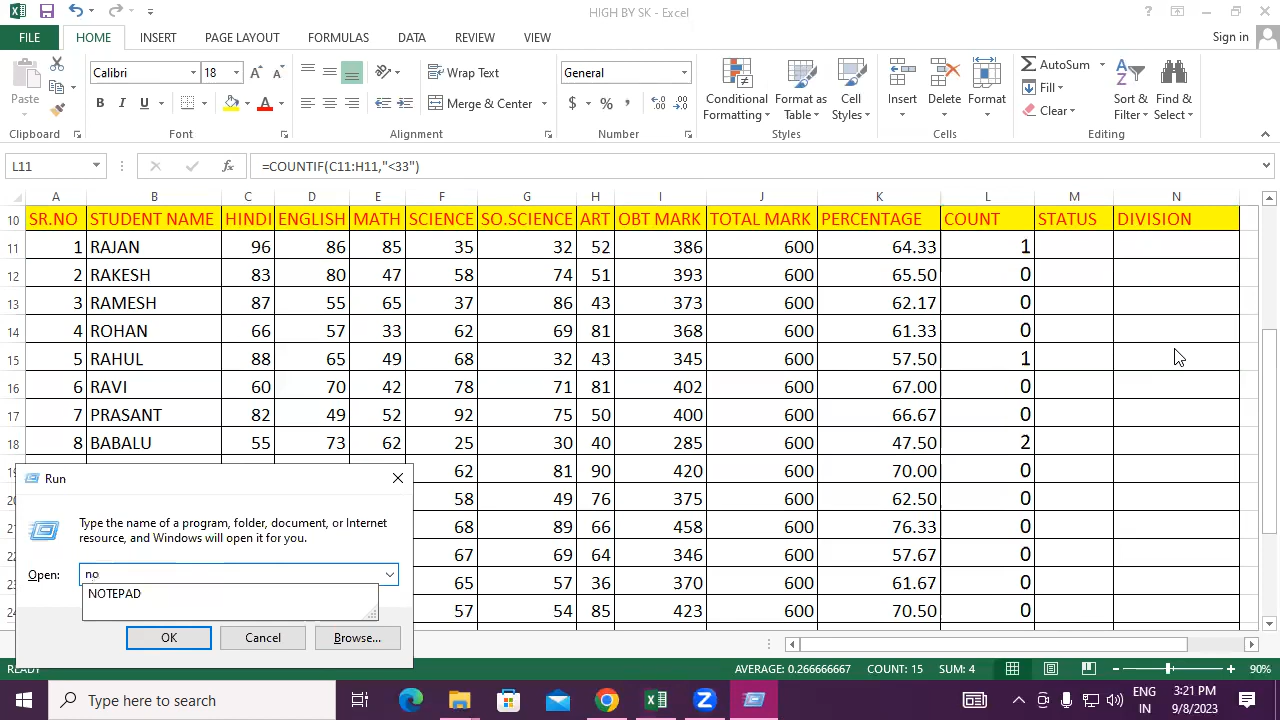 HIGH BY SK - Excel
Sign in
FILE HOME INSERT PAGE LAYOUT FORMULAS DATA REVIEW VIEW
Paste
Calibri 18
B I U
A A
Wrap Text
Merge & Center
General
$ % ,
Conditional Formatting
Format as Table
Cell Styles
Insert Delete Format
AutoSum
Fill
Clear
Sort & Filter
Find & Select
Clipboard Font Alignment Number Styles Cells Editing
L11 fx =COUNTIF(C11:H11,"<33")
A B C D E F G H I J K L M N
10 SR.NO STUDENT NAME HINDI ENGLISH MATH SCIENCE SO.SCIENCE ART OBT MARK TOTAL MARK PERCENTAGE COUNT STATUS DIVISION
11 1 RAJAN 96 86 85 35 32 52 386 600 64.33 1
12 2 RAKESH 83 80 47 58 74 51 393 600 65.50 0
13 3 RAMESH 87 55 65 37 86 43 373 600 62.17 0
14 4 ROHAN 66 57 33 62 69 81 368 600 61.33 0
15 5 RAHUL 88 65 49 68 32 43 345 600 57.50 1
16 6 RAVI 60 70 42 78 71 81 402 600 67.00 0
17 7 PRASANT 82 49 52 92 75 50 400 600 66.67 0
18 8 BABALU 55 73 62 25 30 40 285 600 47.50 2
62 81 90 420 600 70.00 0
58 49 76 375 600 62.50 0
68 89 66 458 600 76.33 0
67 69 64 346 600 57.67 0
65 57 36 370 600 61.67 0
57 54 85 423 600 70.50 0
Run
Type the name of a program, folder, document, or Internet
resource, and Windows will open it for you.
Open: no
NOTEPAD
OK Cancel Browse...
READY AVERAGE: 0.266666667 COUNT: 15 SUM: 4 90%
Type here to search
ENG
IN
3:21 PM
9/8/2023